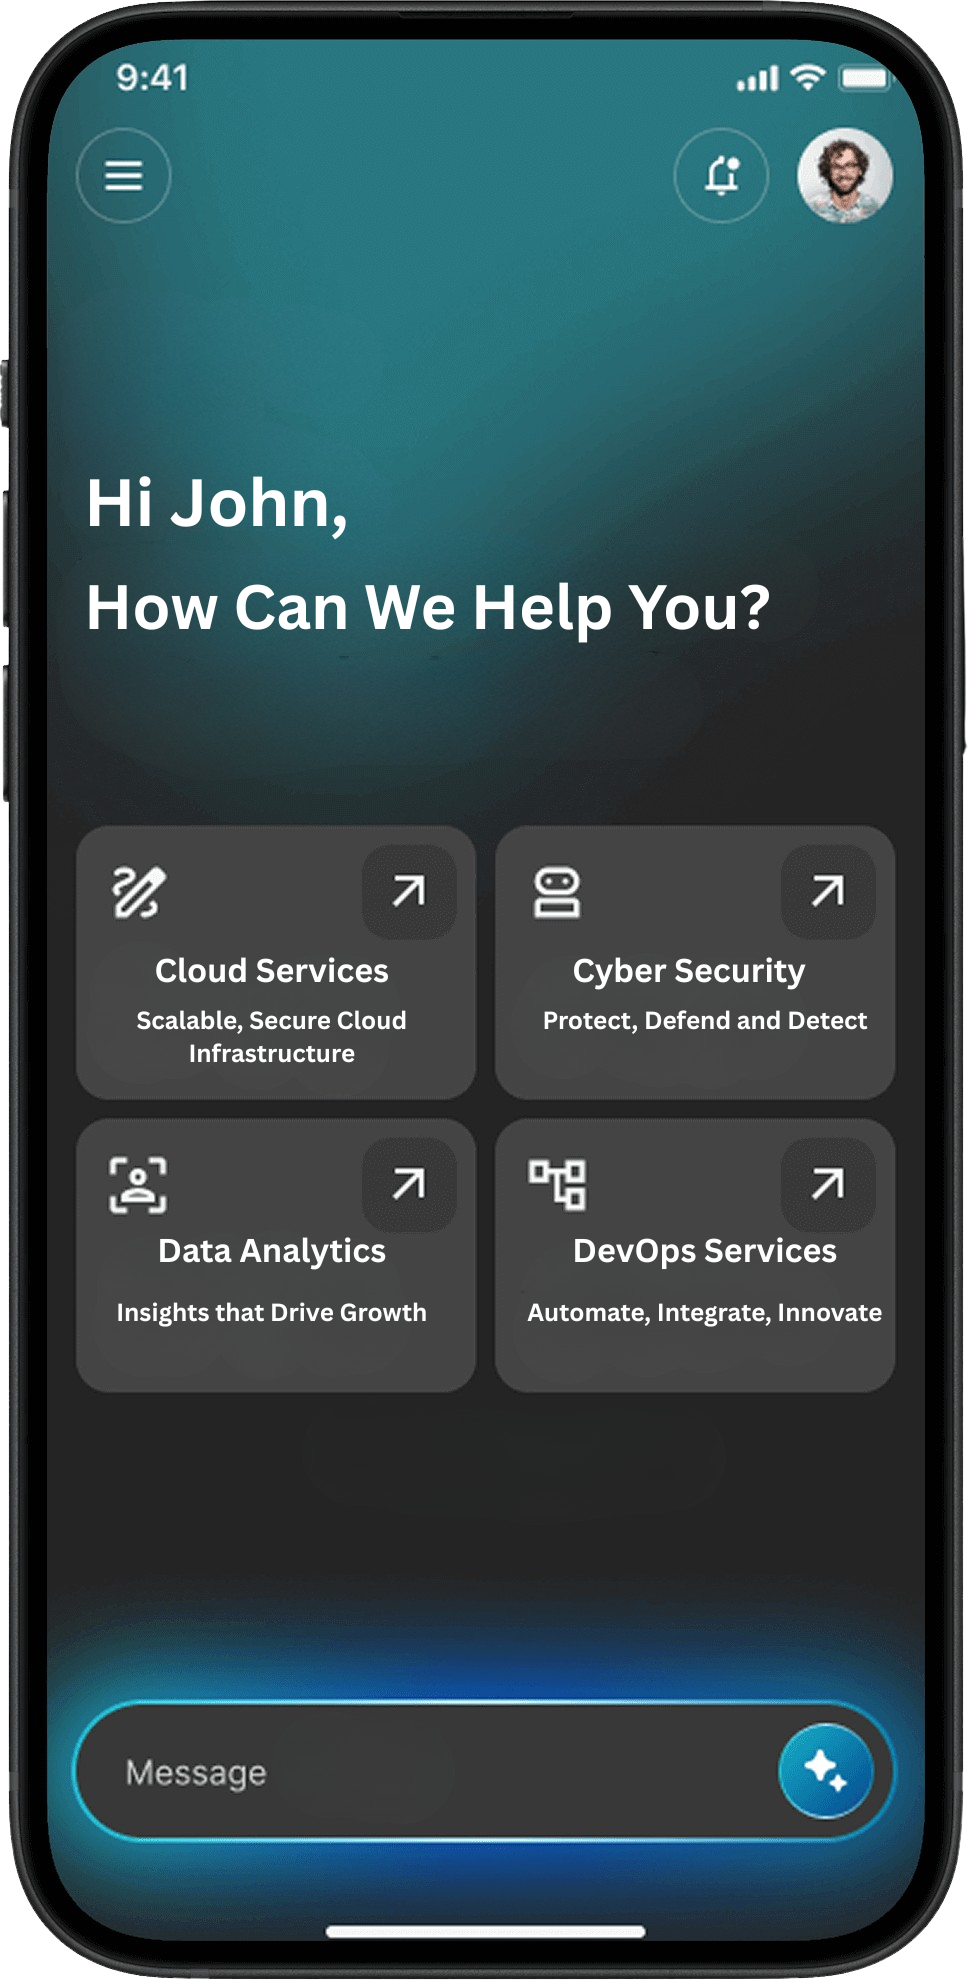 9:41
Hi John,
How Can We Help You?
Cloud Services
Scalable, Secure Cloud
Infrastructure
Cyber Security
Protect, Defend and Detect
Data Analytics
Insights that Drive Growth
DevOps Services
Automate, Integrate, Innovate
Message